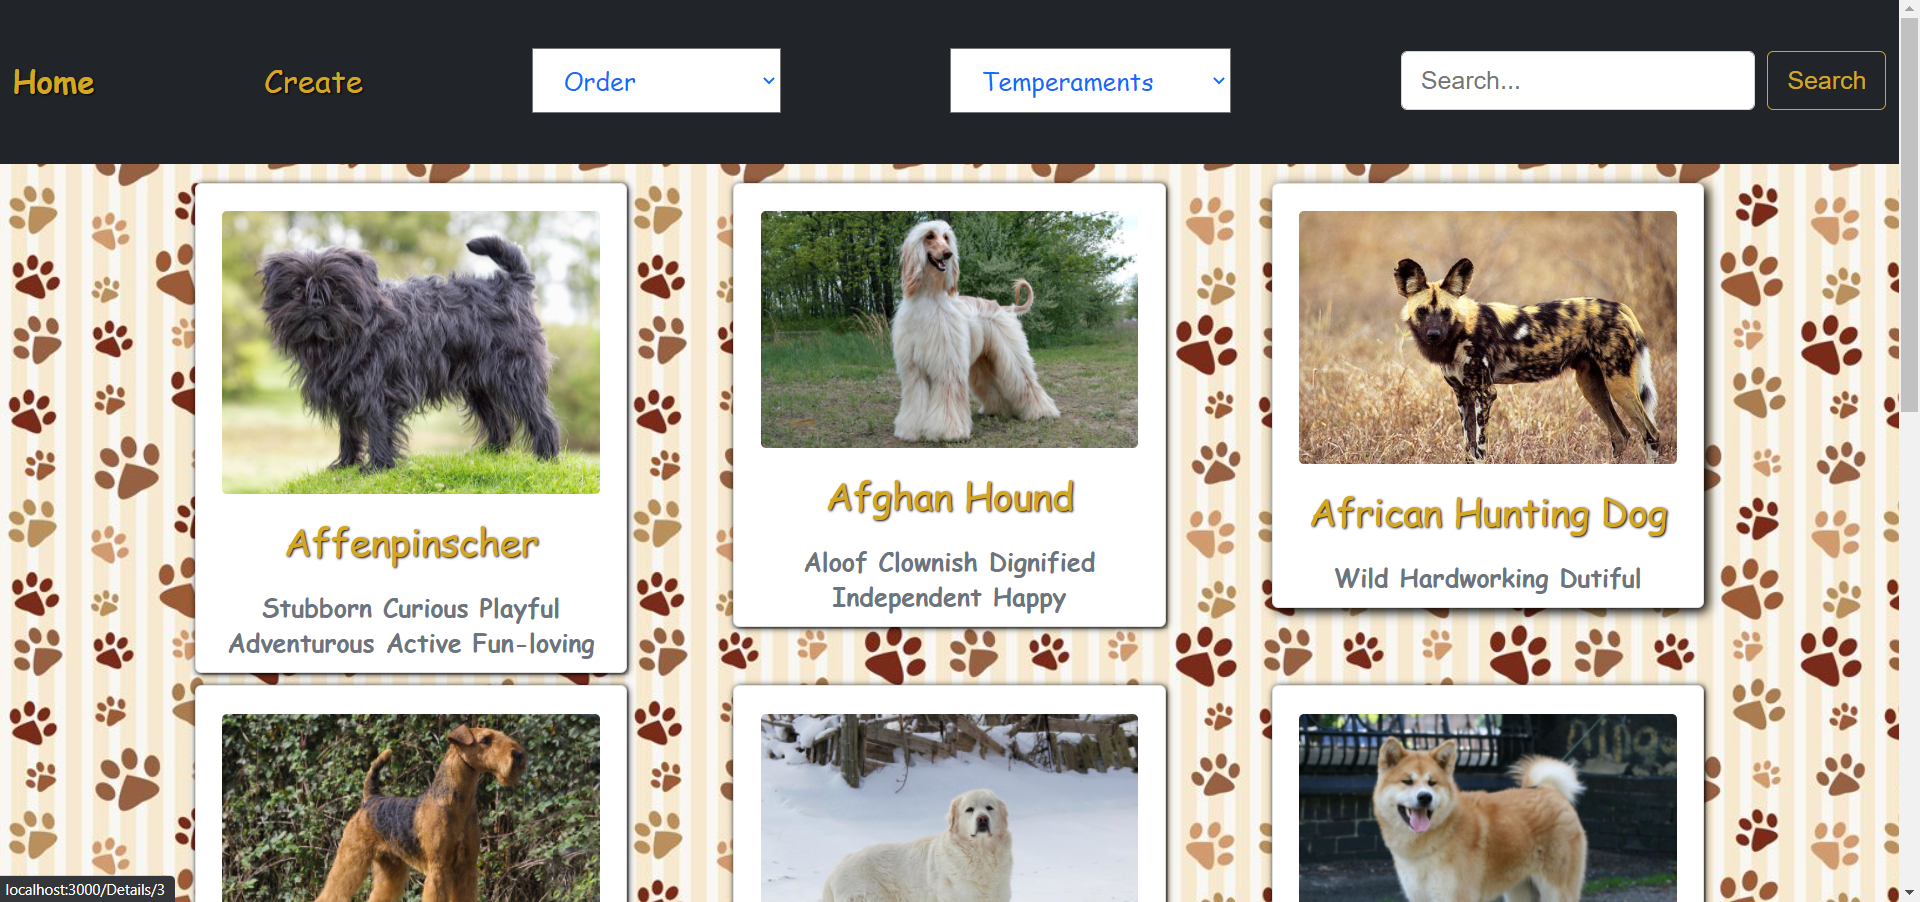 Home
Create
Order
Temperaments
Search...
Search
Affenpinscher
Stubborn Curious Playful
Adventurous Active Fun-loving
Afghan Hound
Aloof Clownish Dignified
Independent Happy
African Hunting Dog
Wild Hardworking Dutiful
localhost:3000/Details/3